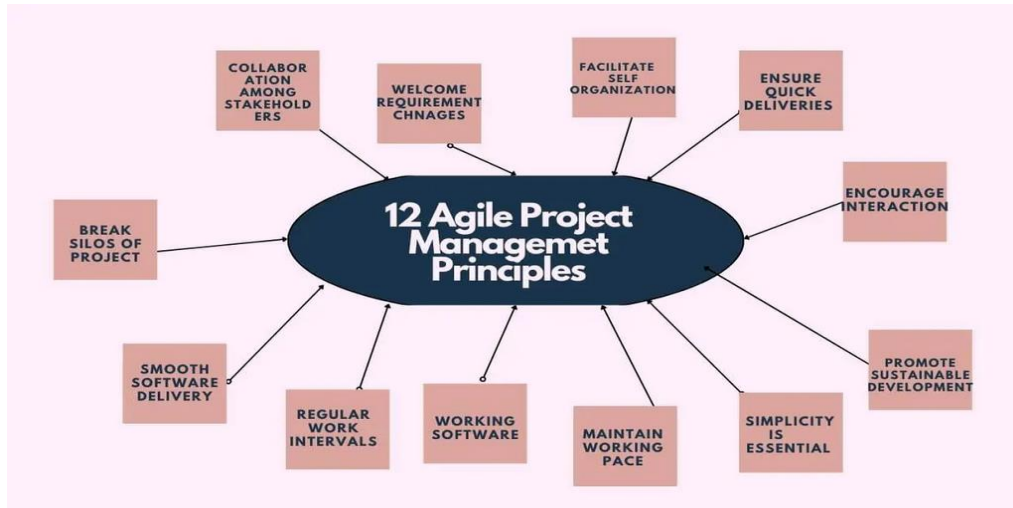 COLLABOR
ATION
AMONG
STAKEHOLD
ERS
WELCOME
REQUIREMENT
CHNAGES
FACILITATE
SELF
ORGANIZATION
ENSURE
QUICK
DELIVERIES
ENCOURAGE
INTERACTION
BREAK
SILOS OF
PROJECT
12 Agile Project
Managemet
Principles
SMOOTH
SOFTWARE
DELIVERY
REGULAR
WORK
INTERVALS
WORKING
SOFTWARE
MAINTAIN
WORKING
PACE
SIMPLICITY
IS
ESSENTIAL
PROMOTE
SUSTAINABLE
DEVELOPMENT